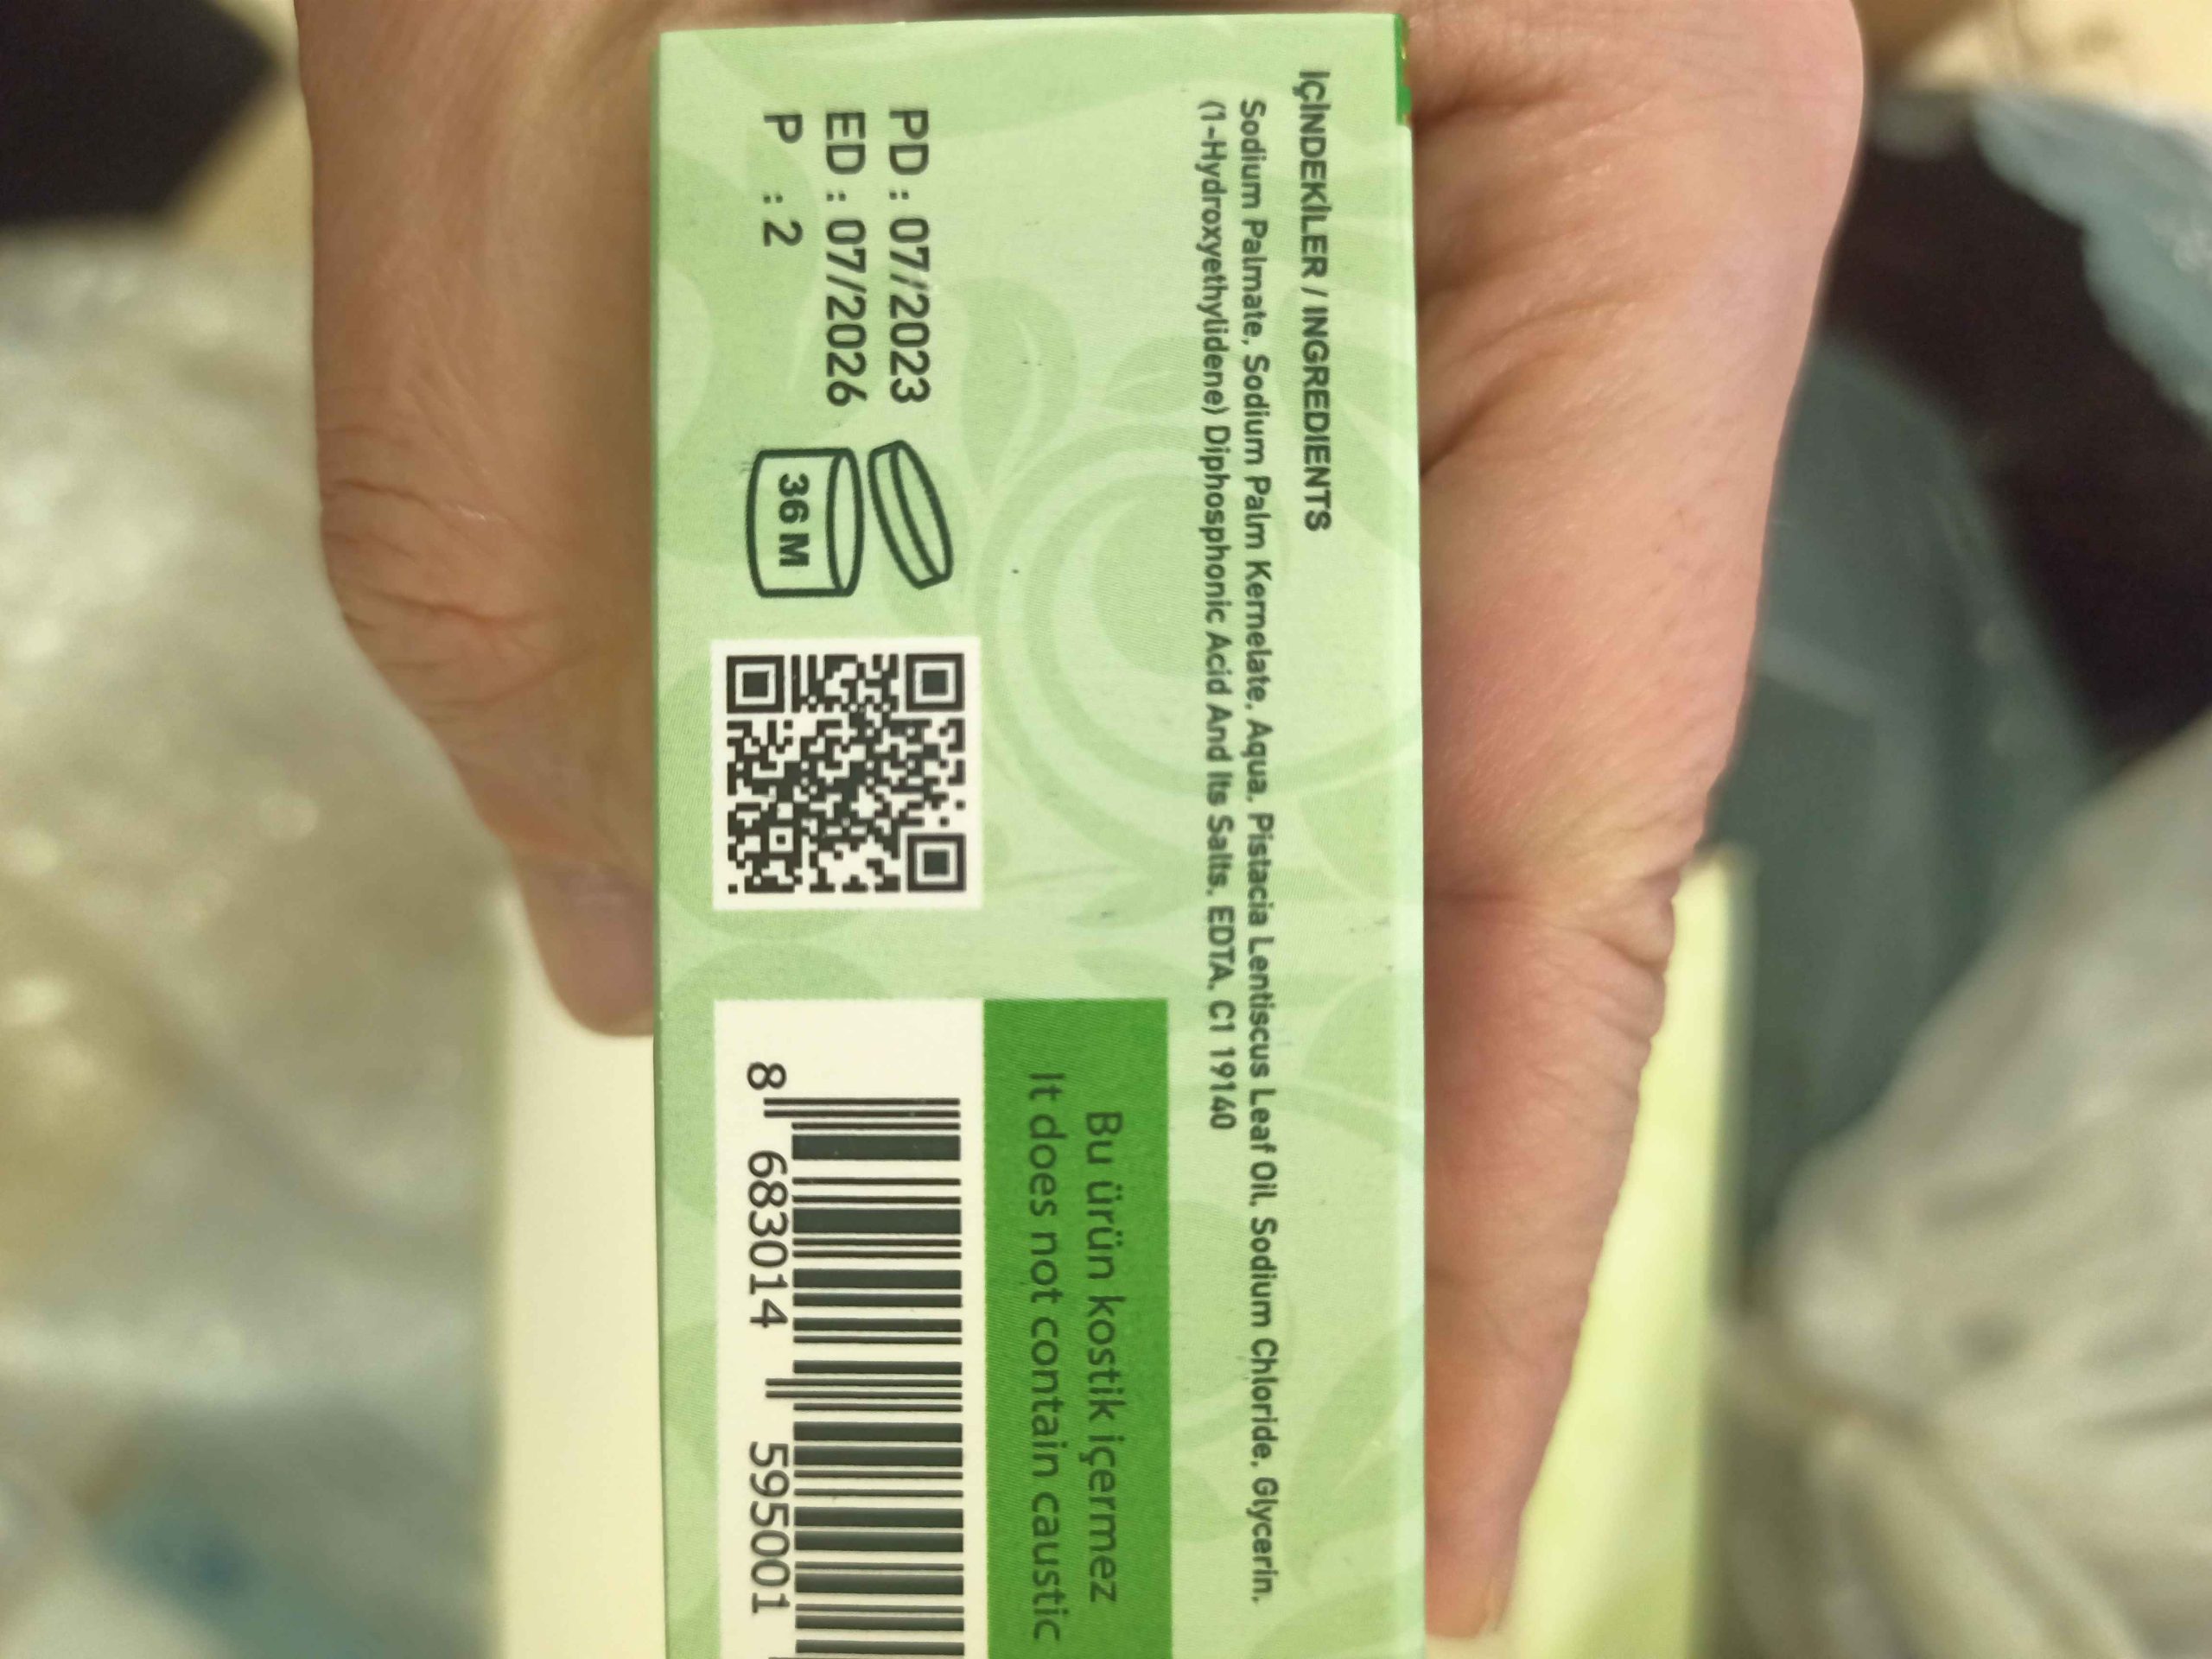 İÇİNDEKİLER / INGREDIENTS
Sodium Palmate, Sodium Palm Kernelate, Aqua, Pistacia Lentiscus Leaf Oil, Sodium Chloride, Glycerin,
(1-Hydroxyethylidene) Diphosphonic Acid And Its Salts, EDTA, C1 19140
PD : 07/2023
ED : 07/2026
P : 2
36 M
Bu ürün kostik içermez
It does not contain caustic
8 683014 595001